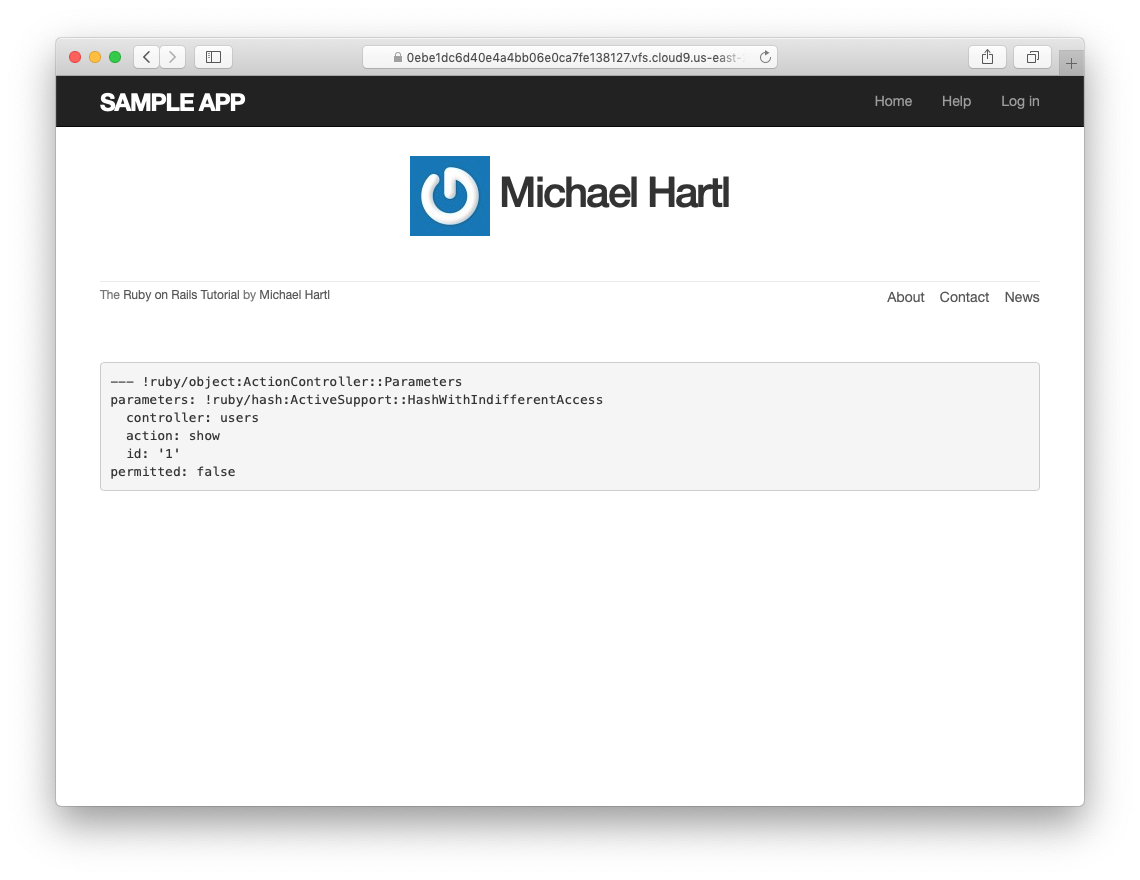 0ebe1dc6d40e4a4bb06e0ca7fe138127.vfs.cloud9.us-east-
SAMPLE APP
Home Help Log in
Michael Hartl
The Ruby on Rails Tutorial by Michael Hartl
About Contact News
--- !ruby/object:ActionController::Parameters
parameters: !ruby/hash:ActiveSupport::HashWithIndifferentAccess
  controller: users
  action: show
  id: '1'
permitted: false